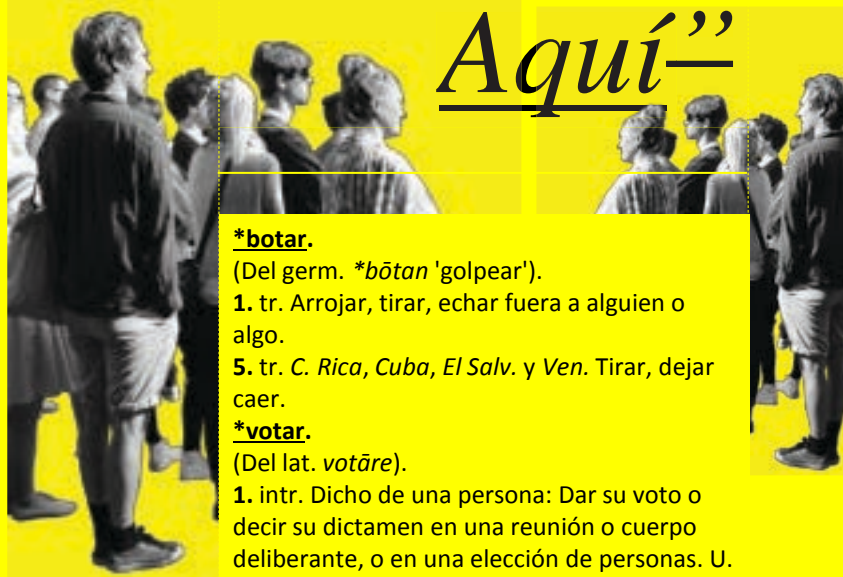 Aquí”
*botar.
(Del germ. *bōtan 'golpear').
1. tr. Arrojar, tirar, echar fuera a alguien o
algo.
5. tr. C. Rica, Cuba, El Salv. y Ven. Tirar, dejar
caer.
*votar.
(Del lat. votāre).
1. intr. Dicho de una persona: Dar su voto o
decir su dictamen en una reunión o cuerpo
deliberante, o en una elección de personas. U.